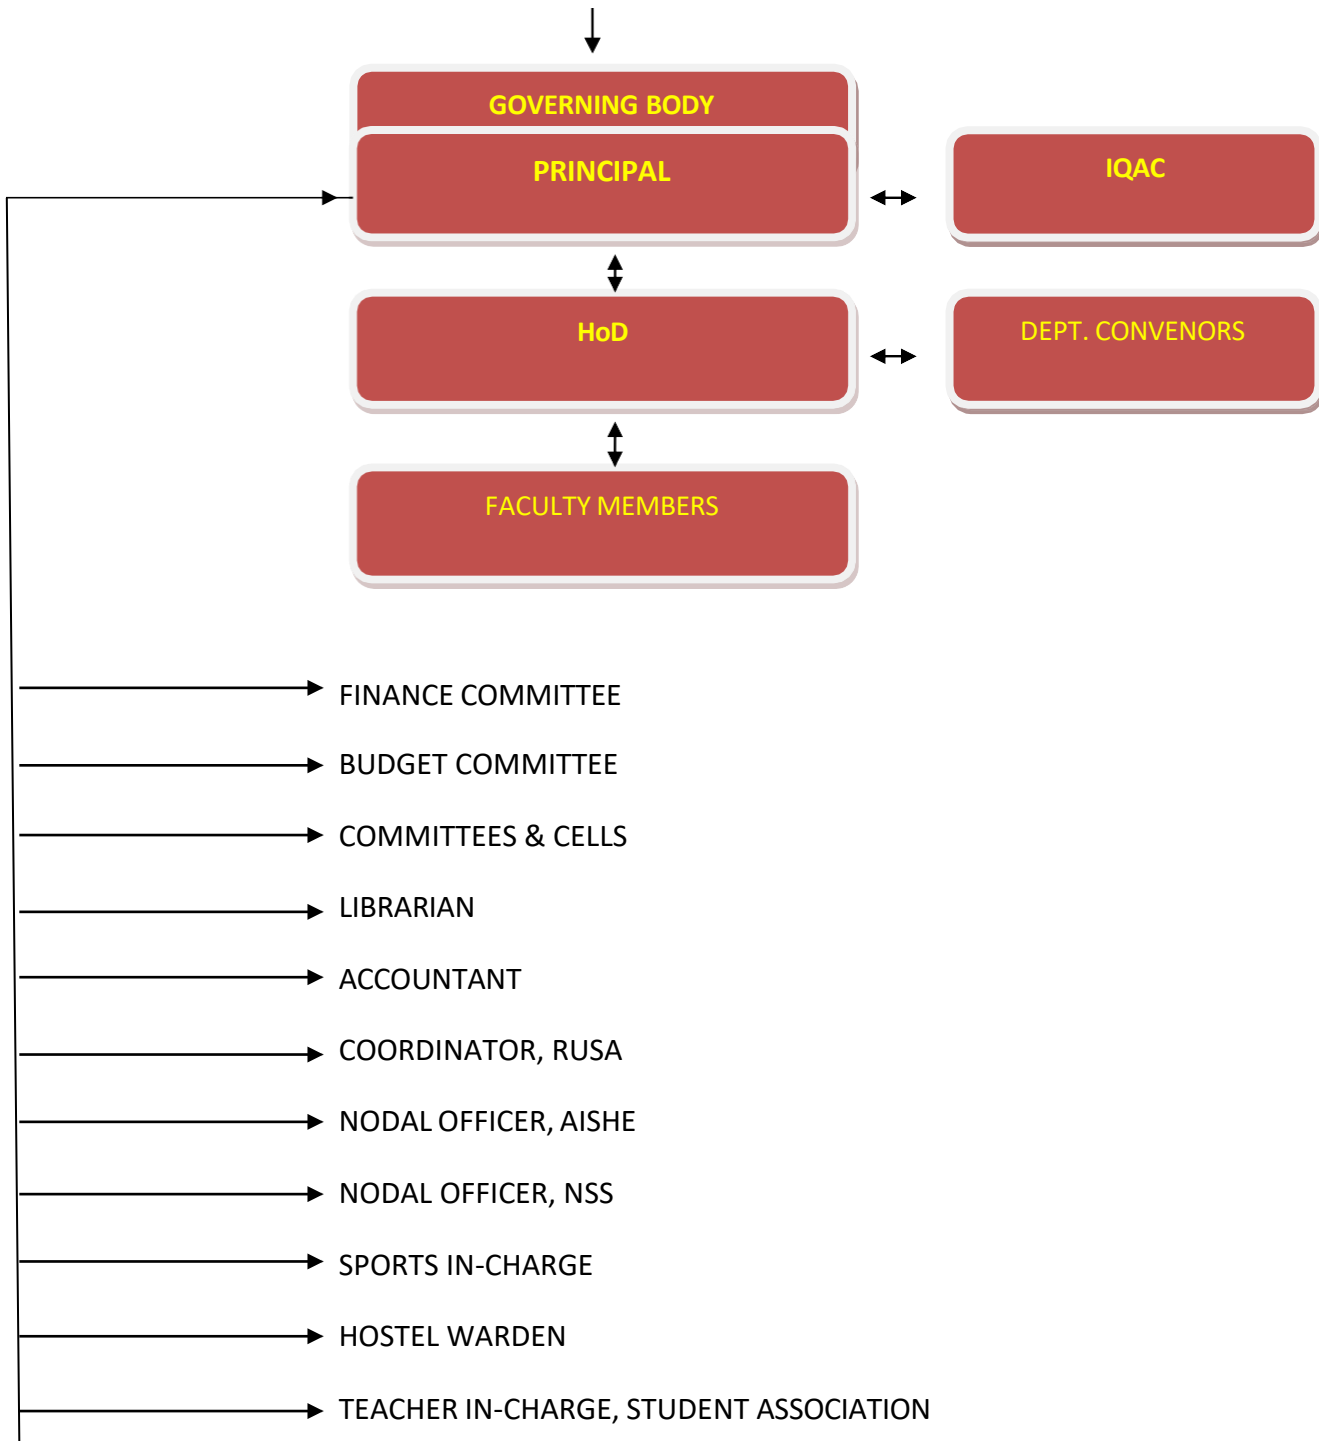 GOVERNING BODY
PRINCIPAL
IQAC
HoD
DEPT. CONVENORS
FACULTY MEMBERS
FINANCE COMMITTEE
BUDGET COMMITTEE
COMMITTEES & CELLS
LIBRARIAN
ACCOUNTANT
COORDINATOR, RUSA
NODAL OFFICER, AISHE
NODAL OFFICER, NSS
SPORTS IN-CHARGE
HOSTEL WARDEN
TEACHER IN-CHARGE, STUDENT ASSOCIATION